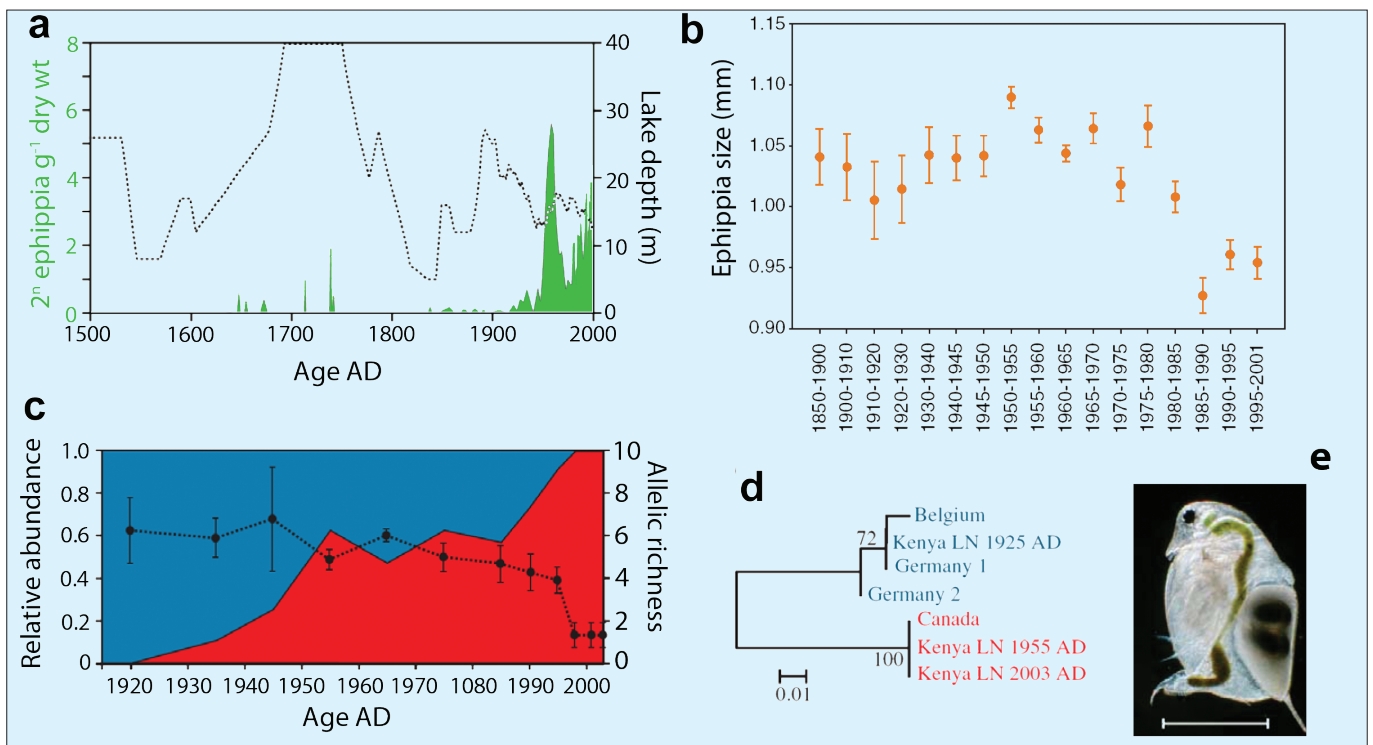 a
2ⁿ ephippia g⁻¹ dry wt
8
6
4
2
0
40
30
20
10
0
Lake depth (m)
1500 1600 1700 1800 1900 2000
Age AD
b
Ephippia size (mm)
1.15
1.10
1.05
1.00
0.95
0.90
1850-1900
1900-1910
1910-1920
1920-1930
1930-1940
1940-1945
1945-1950
1950-1955
1955-1960
1960-1965
1965-1970
1970-1975
1975-1980
1980-1985
1985-1990
1990-1995
1995-2001
c
Relative abundance
1.0
0.8
0.6
0.4
0.2
0
10
8
6
4
2
0
Allelic richness
1920 1930 1940 1950 1960 1970 1080 1990 2000
Age AD
d
72
Belgium
Kenya LN 1925 AD
Germany 1
Germany 2
Canada
Kenya LN 1955 AD
100
Kenya LN 2003 AD
0.01
e